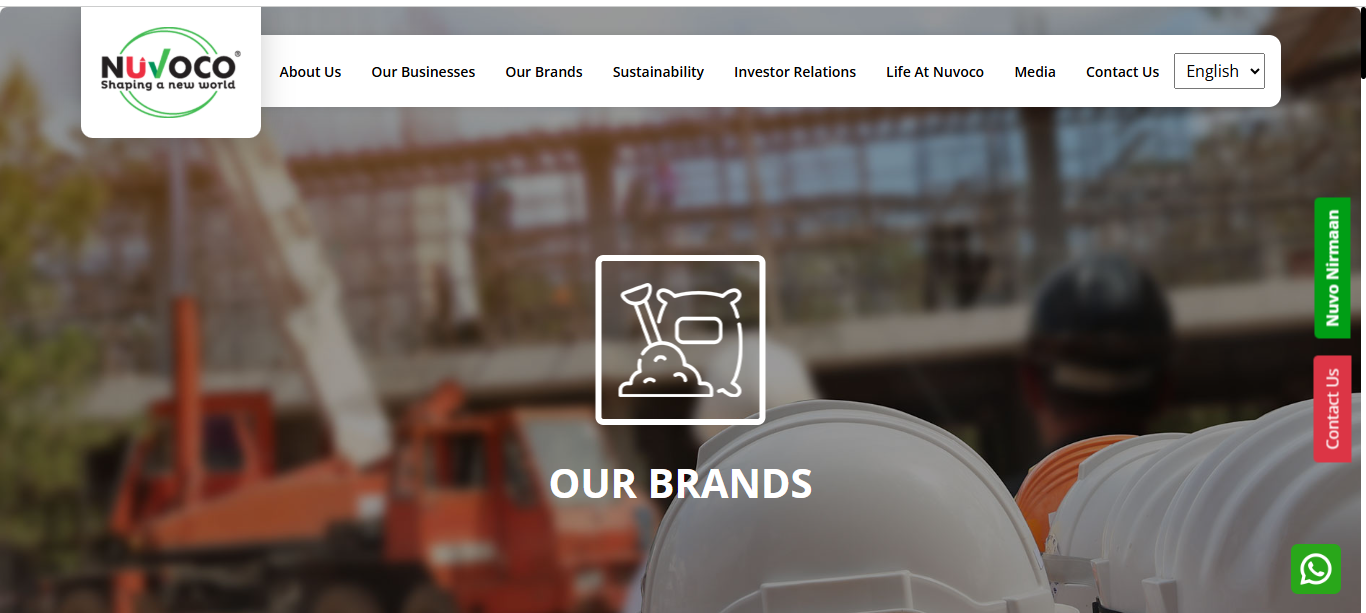 NUVOCO®
Shaping a new world
About Us
Our Businesses
Our Brands
Sustainability
Investor Relations
Life At Nuvoco
Media
Contact Us
English
Nuvo Nirmaan
Contact Us
OUR BRANDS